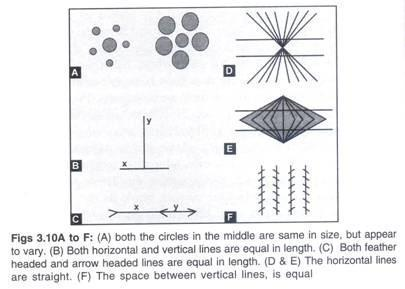 A
D
y
x
B
E
x y
C
F
Figs 3.10A to F: (A) both the circles in the middle are same in size, but appear
to vary. (B) Both horizontal and vertical lines are equal in length. (C) Both feather
headed and arrow headed lines are equal in length. (D & E) The horizontal lines
are straight. (F) The space between vertical lines, is equal